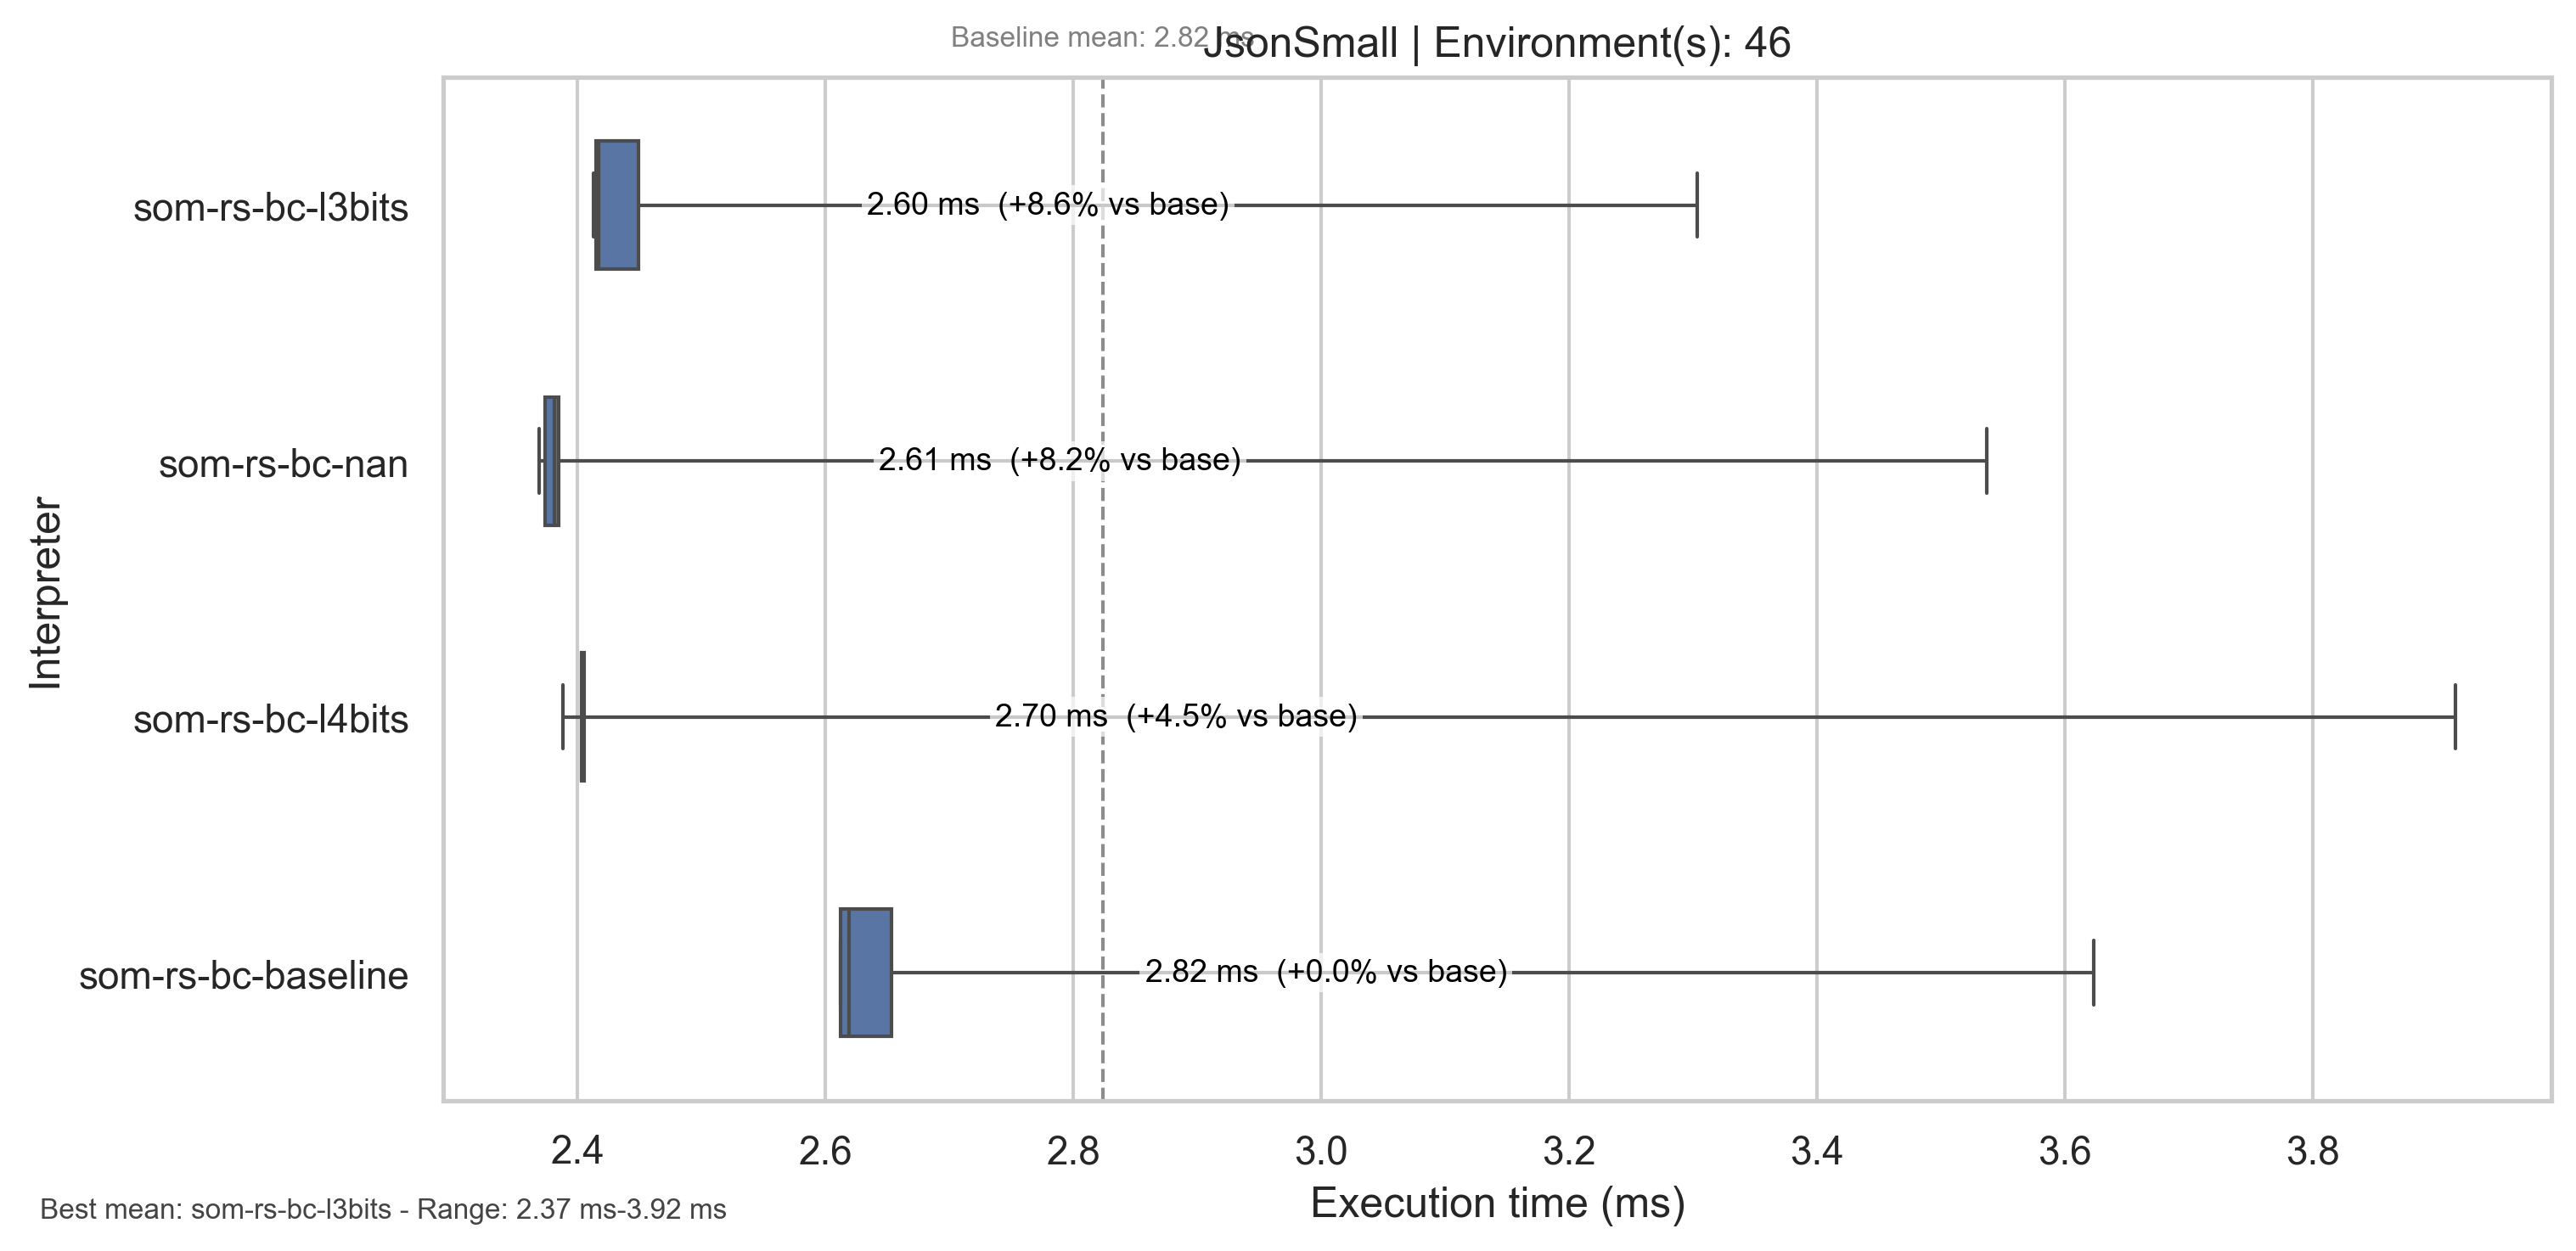 Baseline mean: 2.82 ms
JsonSmall | Environment(s): 46
Interpreter
som-rs-bc-l3bits
2.60 ms (+8.6% vs base)
som-rs-bc-nan
2.61 ms (+8.2% vs base)
som-rs-bc-l4bits
2.70 ms (+4.5% vs base)
som-rs-bc-baseline
2.82 ms (+0.0% vs base)
2.4 2.6 2.8 3.0 3.2 3.4 3.6 3.8
Execution time (ms)
Best mean: som-rs-bc-l3bits - Range: 2.37 ms-3.92 ms